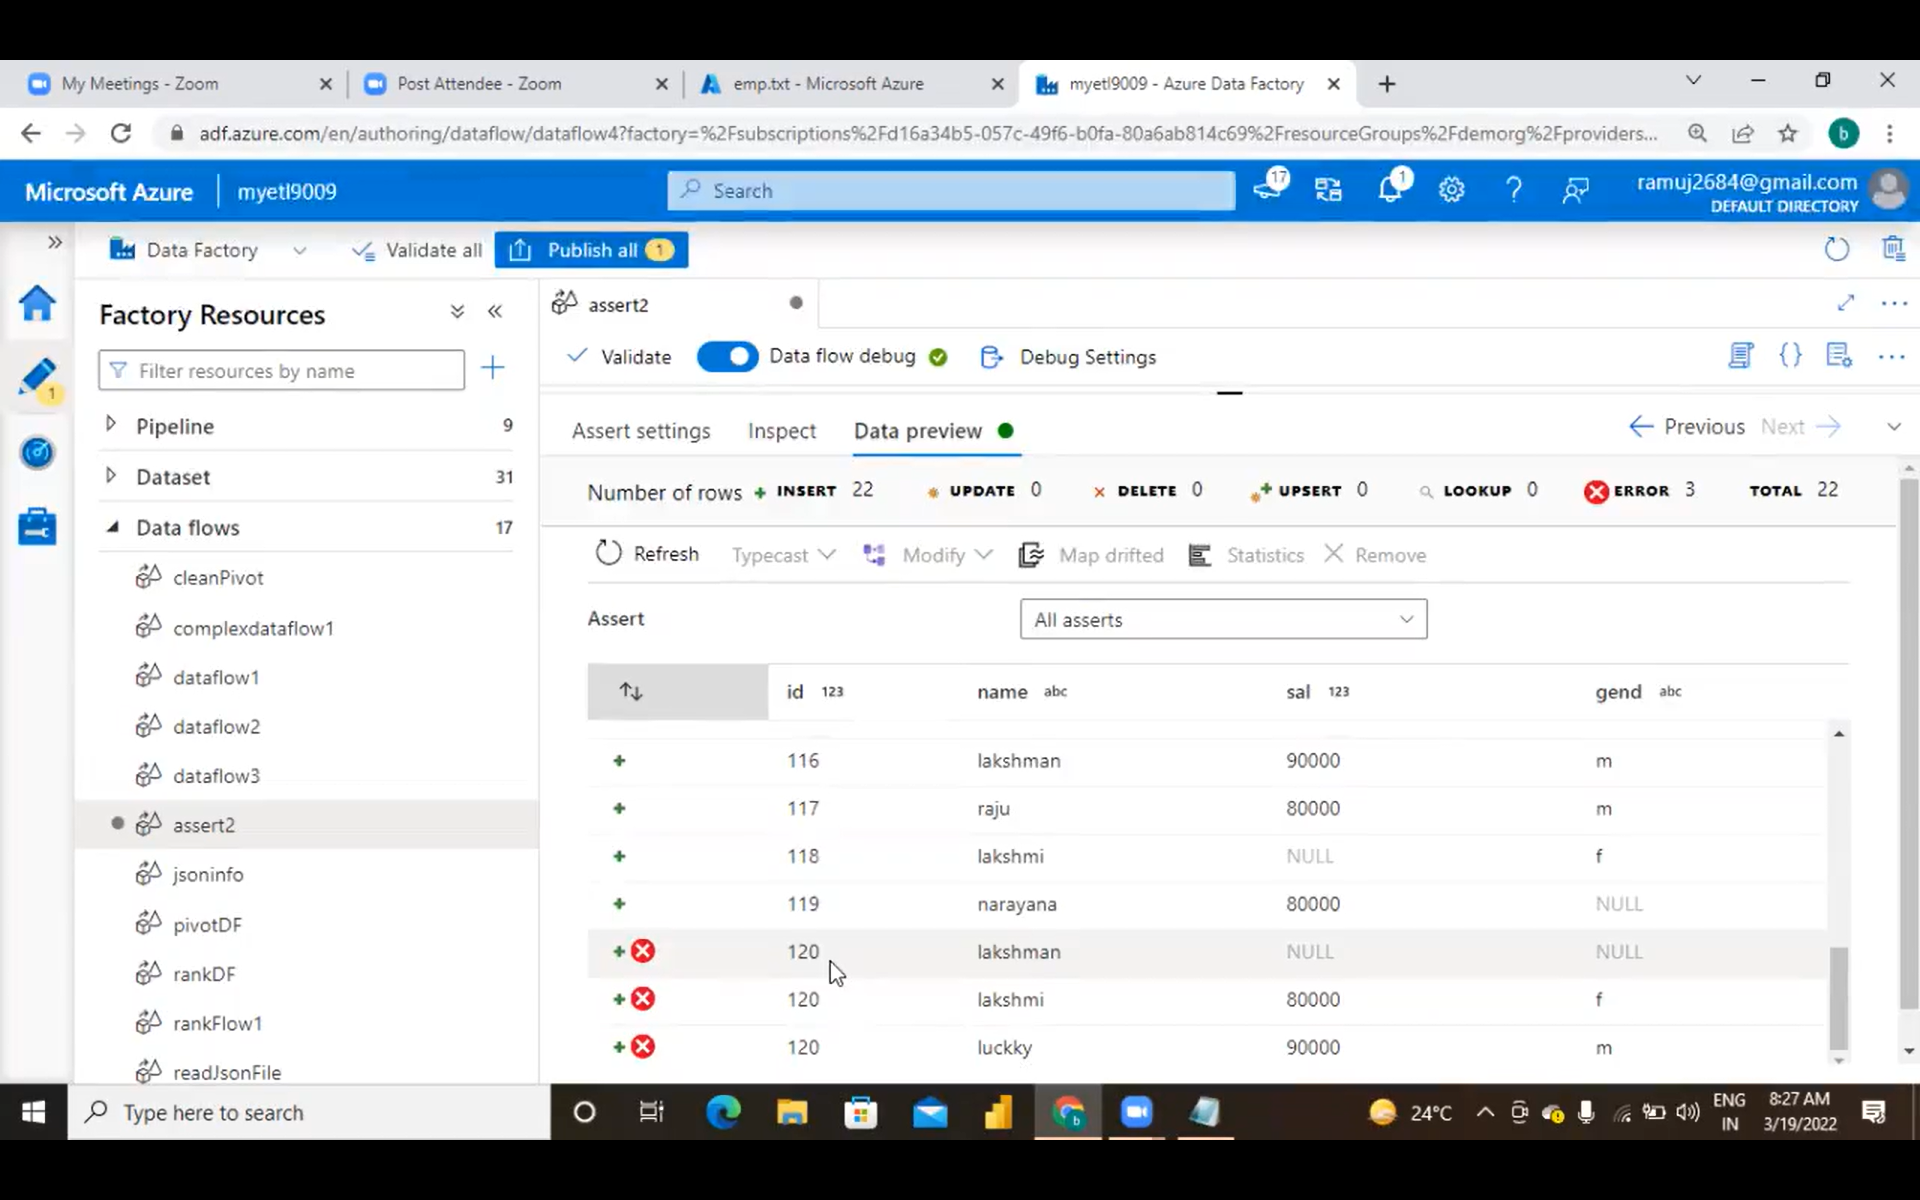 My Meetings - Zoom
Post Attendee - Zoom
emp.txt - Microsoft Azure
myetl9009 - Azure Data Factory
adf.azure.com/en/authoring/dataflow/dataflow4?factory=%2Fsubscriptions%2Fd16a34b5-057c-49f6-b0fa-80a6ab814c69%2FresourceGroups%2Fdemorg%2Fproviders...
b
Microsoft Azure
myetl9009
Search
17
1
ramuj2684@gmail.com
DEFAULT DIRECTORY
Data Factory
Validate all
Publish all 1
1
Factory Resources
Filter resources by name
Pipeline 9
Dataset 31
Data flows 17
cleanPivot
complexdataflow1
dataflow1
dataflow2
dataflow3
assert2
jsoninfo
pivotDF
rankDF
rankFlow1
readJsonFile
assert2
Validate
Data flow debug
Debug Settings
Assert settings
Inspect
Data preview
Previous
Next
Number of rows + INSERT 22 UPDATE 0 DELETE 0 UPSERT 0 LOOKUP 0 ERROR 3 TOTAL 22
Refresh
Typecast
Modify
Map drifted
Statistics
Remove
Assert
All asserts
id 123 name abc sal 123 gend abc
+ 116 lakshman 90000 m
+ 117 raju 80000 m
+ 118 lakshmi NULL f
+ 119 narayana 80000 NULL
+ 120 lakshman NULL NULL
+ 120 lakshmi 80000 f
+ 120 luckky 90000 m
Type here to search
b
24°C
ENG
IN
8:27 AM
3/19/2022